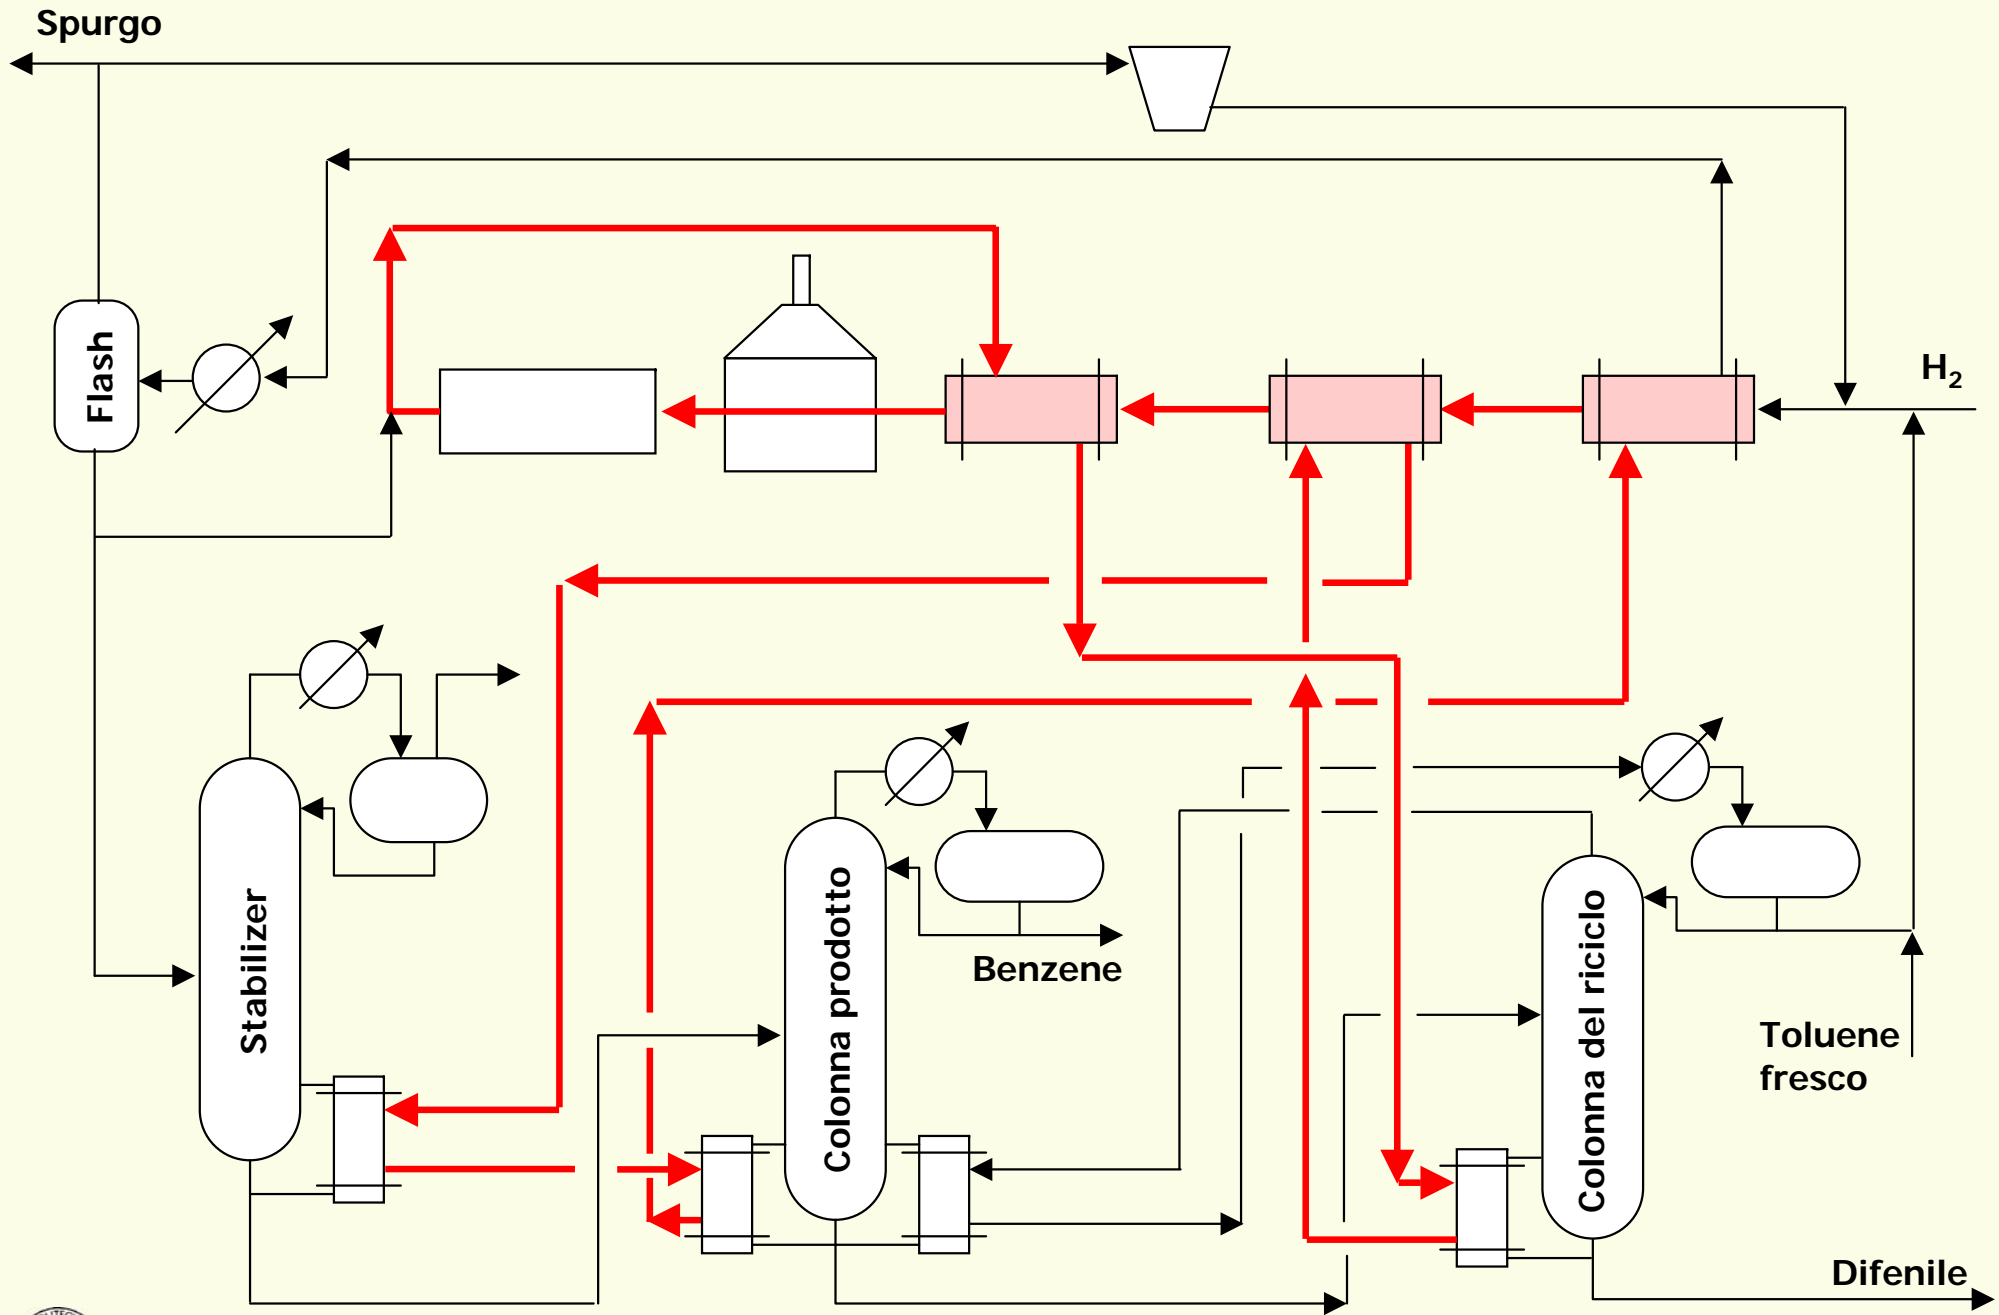 Spurgo
H₂
Flash
Stabilizer
Colonna prodotto
Benzene
Colonna del riciclo
Toluene
fresco
Difenile